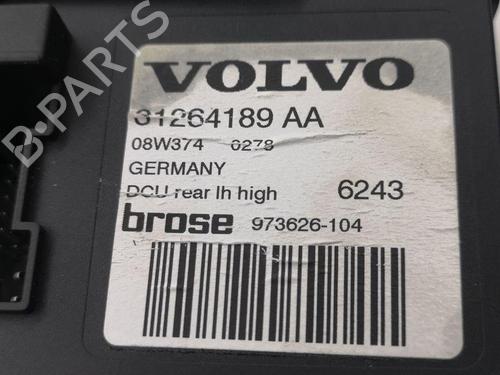 B-PARTS
VOLVO
31264189 AA
08W374 0278
GERMANY
DCU rear lh high 6243
brose 973626-104